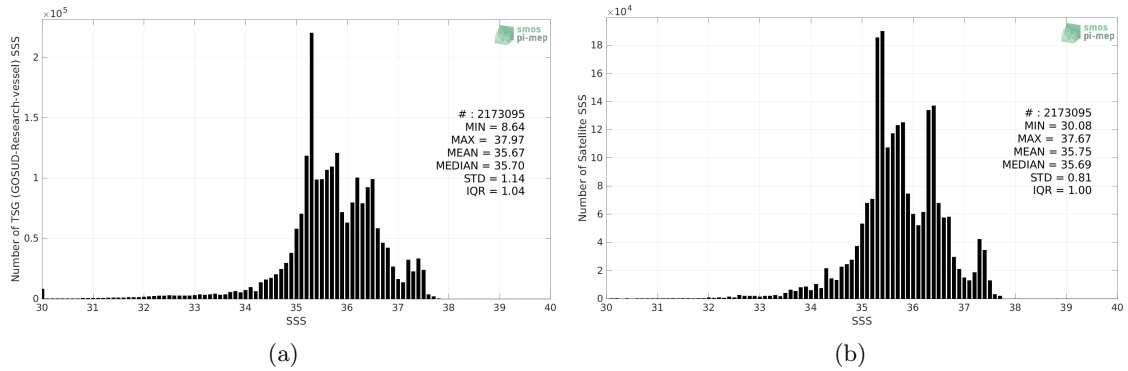 ×10⁵
smos
pi-mep
Number of TSG (GOSUD-Research-vessel) SSS
2
1.5
1
0.5
0
# : 2173095
MIN = 8.64
MAX = 37.97
MEAN = 35.67
MEDIAN = 35.70
STD = 1.14
IQR = 1.04
30 31 32 33 34 35 36 37 38 39 40
SSS
(a)
×10⁴
smos
pi-mep
Number of Satellite SSS
18
16
14
12
10
8
6
4
2
0
# : 2173095
MIN = 30.08
MAX = 37.67
MEAN = 35.75
MEDIAN = 35.69
STD = 0.81
IQR = 1.00
30 31 32 33 34 35 36 37 38 39 40
SSS
(b)